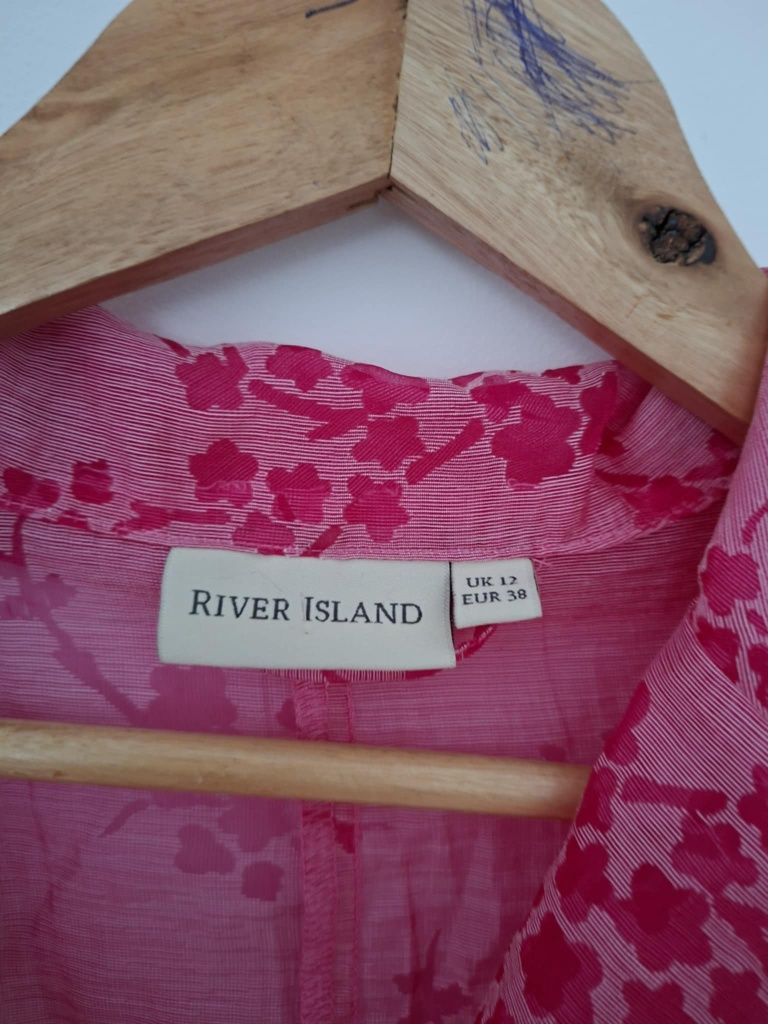 RIVER ISLAND
UK 12
EUR 38